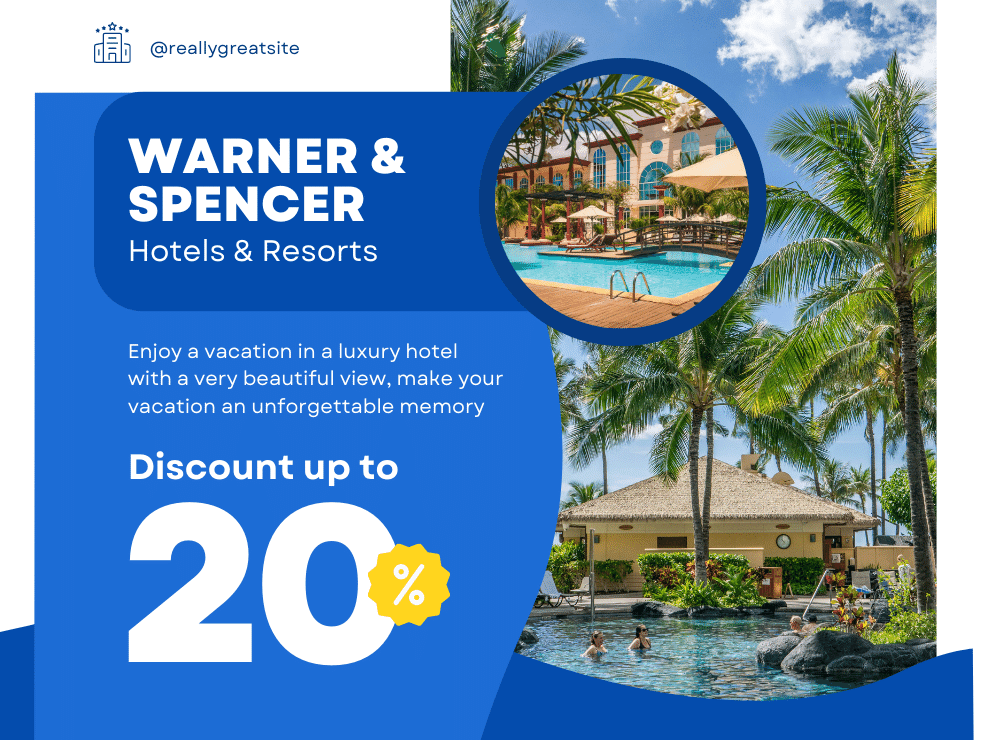 @reallygreatsite
WARNER &
SPENCER
Hotels & Resorts
Enjoy a vacation in a luxury hotel
with a very beautiful view, make your
vacation an unforgettable memory
Discount up to
20%